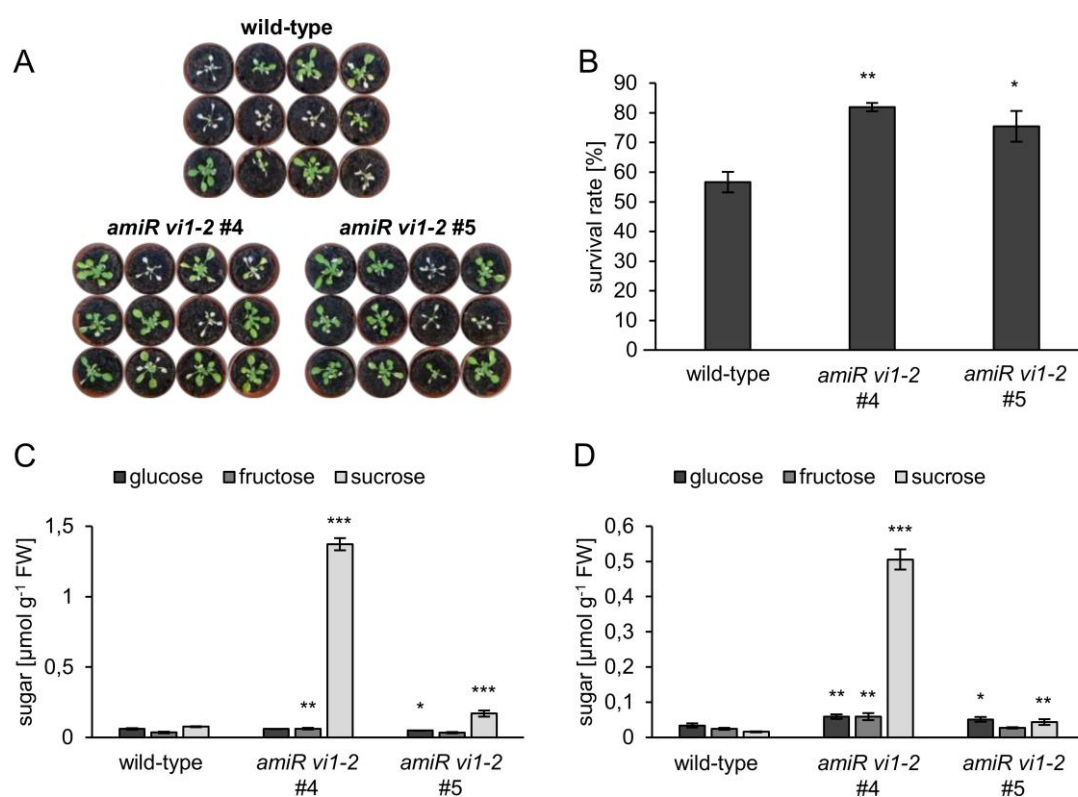 A
wild-type
amiR vi1-2 #4
amiR vi1-2 #5
B
survival rate [%]
90
80
70
60
50
40
30
20
10
0
**
*
wild-type
amiR vi1-2
#4
amiR vi1-2
#5
C
glucose fructose sucrose
sugar [µmol g⁻¹ FW]
1,5
1
0,5
0
**
***
*
***
wild-type
amiR vi1-2
#4
amiR vi1-2
#5
D
glucose fructose sucrose
sugar [µmol g⁻¹ FW]
0,6
0,5
0,4
0,3
0,2
0,1
0
** ** ***
* **
wild-type
amiR vi1-2
#4
amiR vi1-2
#5